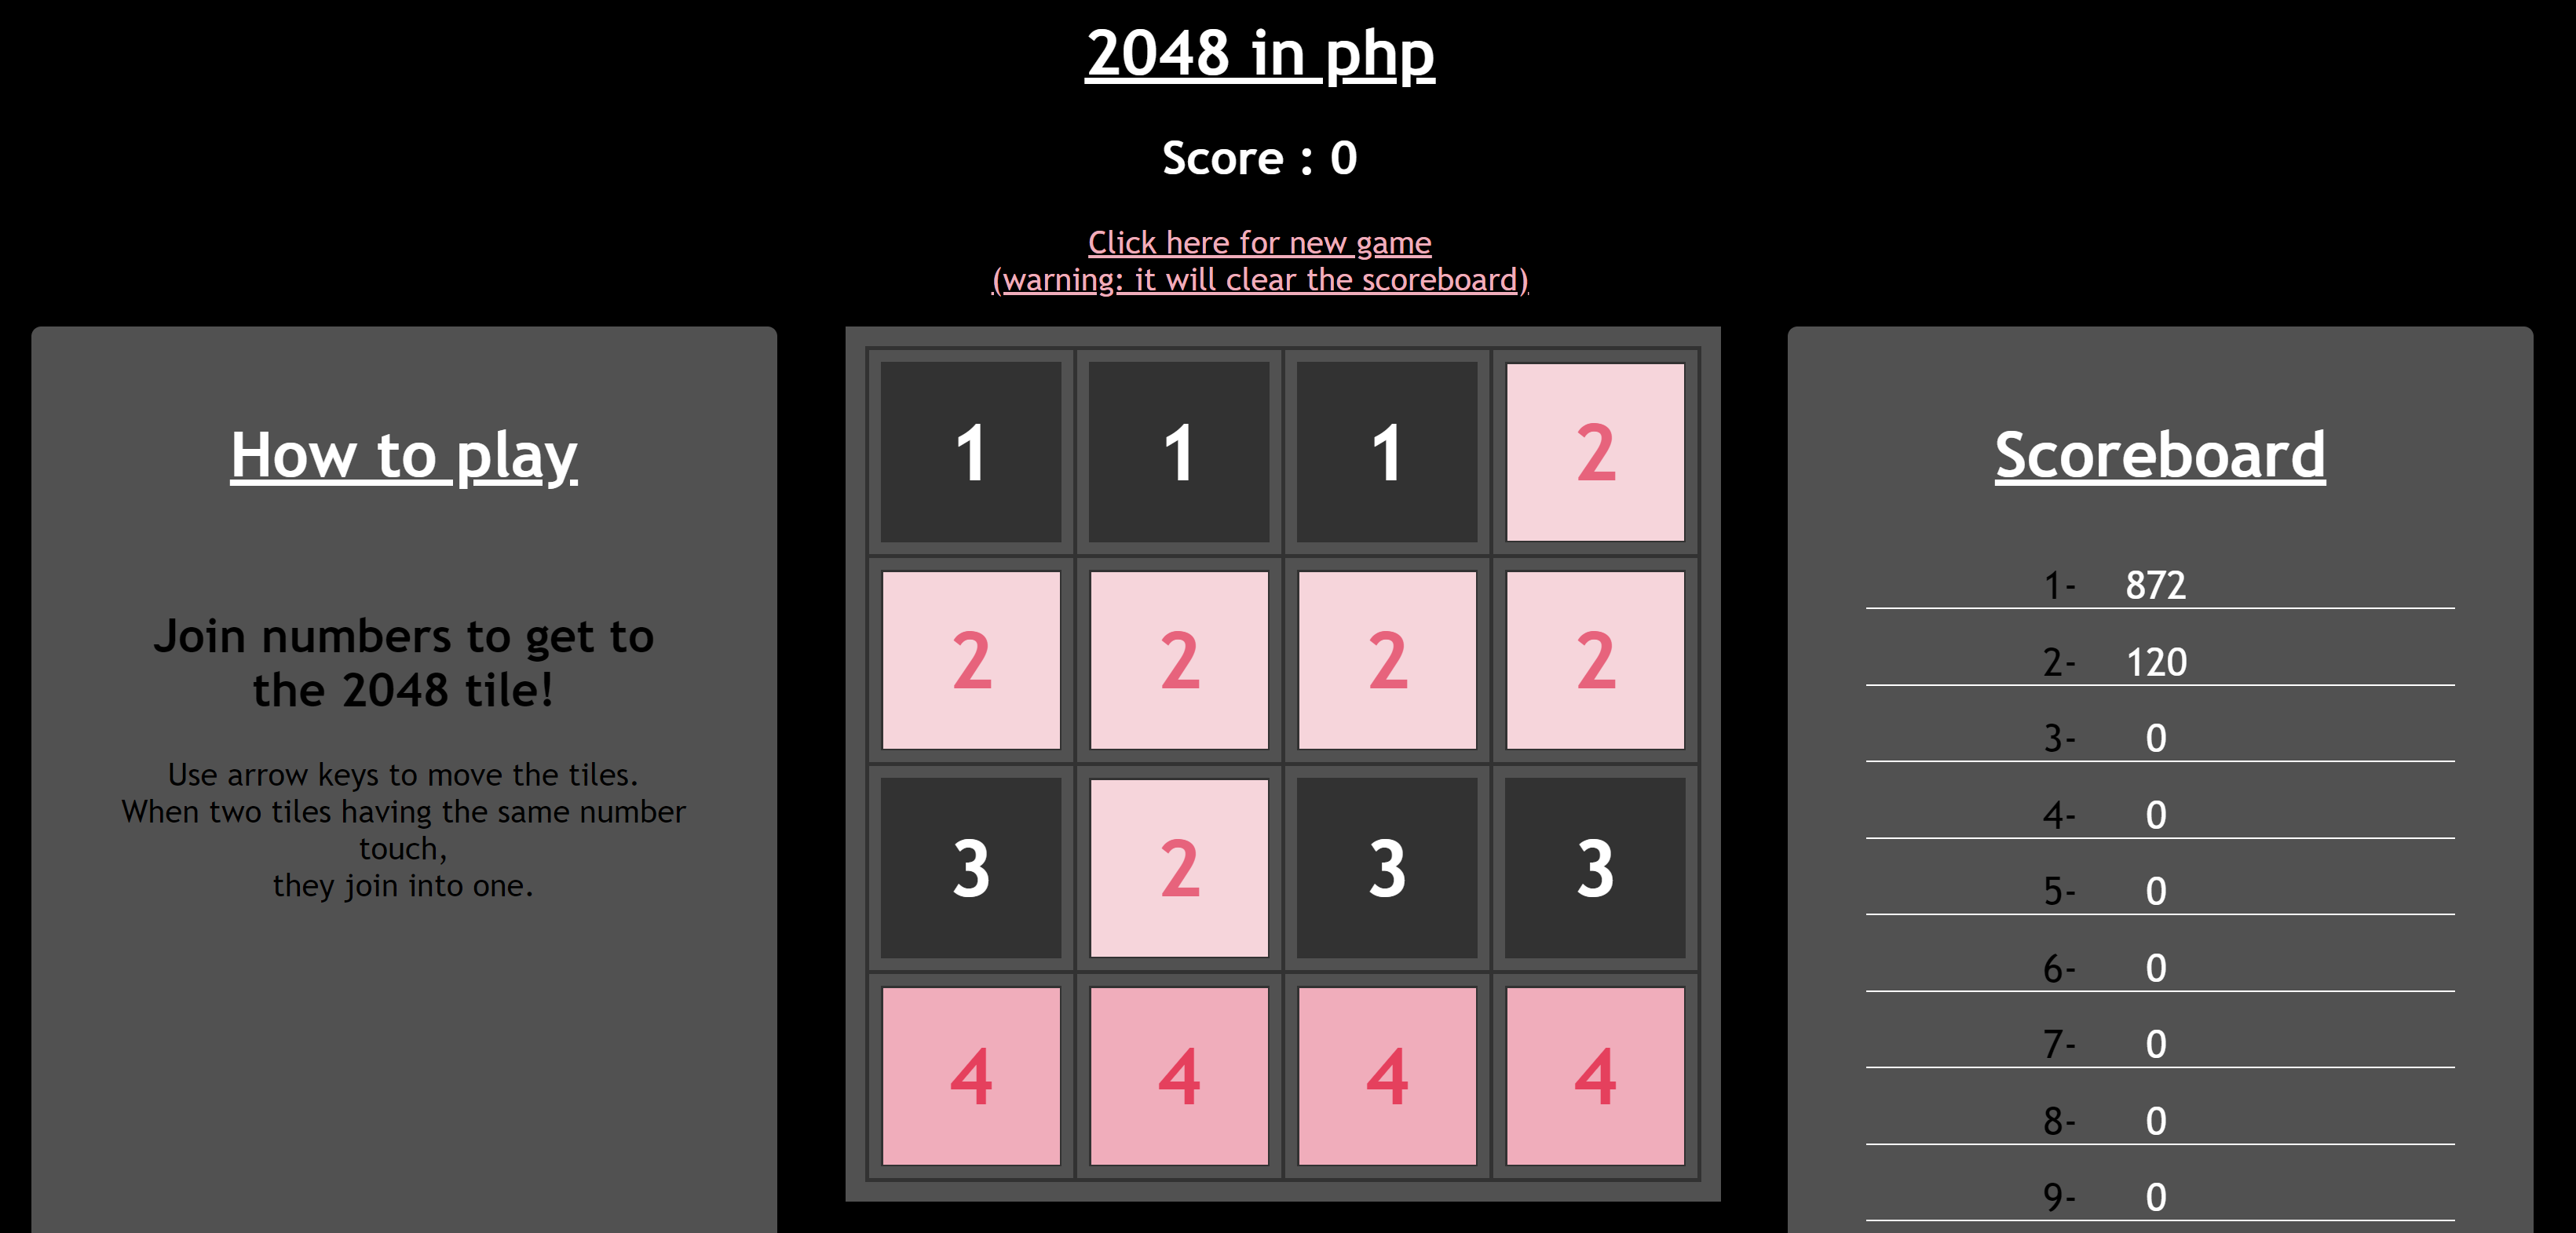 2048 in php
Score : 0
Click here for new game
(warning: it will clear the scoreboard)
How to play
Join numbers to get to
the 2048 tile!
Use arrow keys to move the tiles.
When two tiles having the same number
touch,
they join into one.
1 1 1 2
2 2 2 2
3 2 3 3
4 4 4 4
Scoreboard
1- 872
2- 120
3- 0
4- 0
5- 0
6- 0
7- 0
8- 0
9- 0